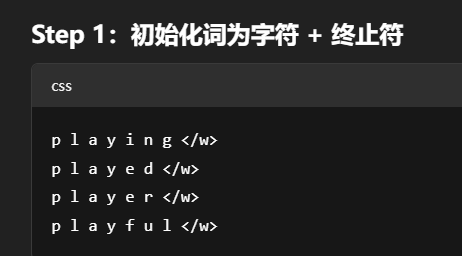 Step 1：初始化词为字符 + 终止符
css
p l a y i n g </w>
p l a y e d </w>
p l a y e r </w>
p l a y f u l </w>